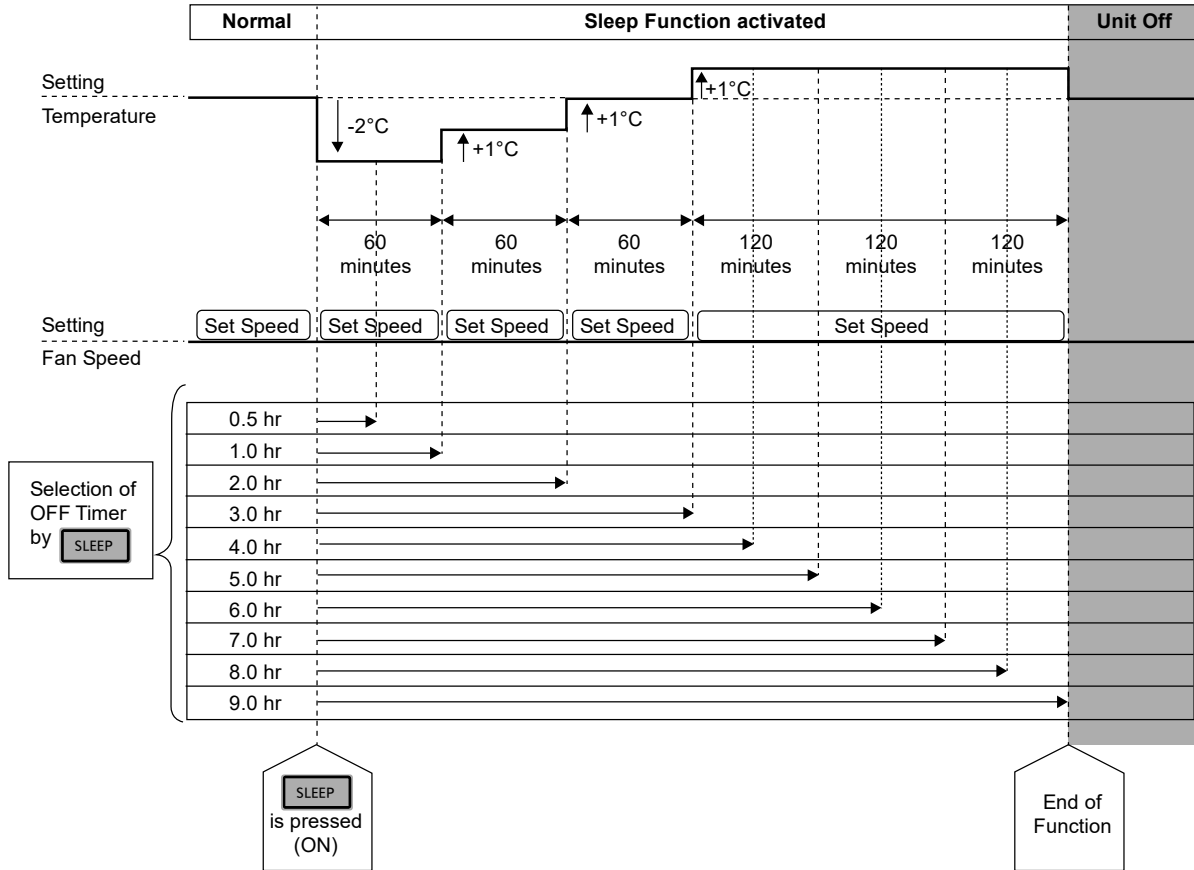 Normal
Sleep Function activated
Unit Off
Setting
Temperature
-2°C
+1°C
+1°C
+1°C
60
minutes
60
minutes
60
minutes
120
minutes
120
minutes
120
minutes
Setting
Fan Speed
Set Speed
Set Speed
Set Speed
Set Speed
Set Speed
Selection of
OFF Timer
by SLEEP
0.5 hr
1.0 hr
2.0 hr
3.0 hr
4.0 hr
5.0 hr
6.0 hr
7.0 hr
8.0 hr
9.0 hr
SLEEP
is pressed
(ON)
End of
Function